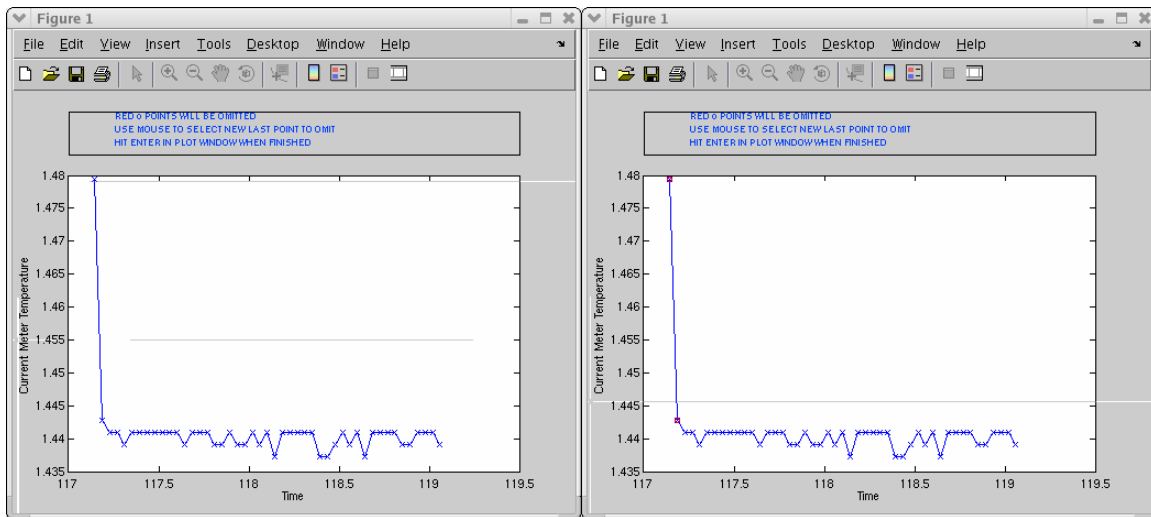 Figure 1
File Edit View Insert Tools Desktop Window Help
RED o POINTS WILL BE OMITTED
USE MOUSE TO SELECT NEW LAST POINT TO OMIT
HIT ENTER IN PLOT WINDOW WHEN FINISHED
1.48
1.475
1.47
1.465
1.46
1.455
1.45
1.445
1.44
1.435
Current Meter Temperature
117 117.5 118 118.5 119 119.5
Time
Figure 1
File Edit View Insert Tools Desktop Window Help
RED o POINTS WILL BE OMITTED
USE MOUSE TO SELECT NEW LAST POINT TO OMIT
HIT ENTER IN PLOT WINDOW WHEN FINISHED
1.48
1.475
1.47
1.465
1.46
1.455
1.45
1.445
1.44
1.435
Current Meter Temperature
117 117.5 118 118.5 119 119.5
Time